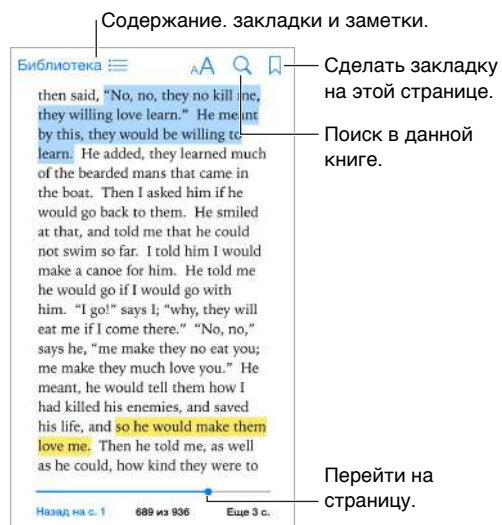 Содержание. закладки и заметки.
Библиотека AA
Сделать закладку
на этой странице.
Поиск в данной
книге.
then said, “No, no, they no kill me,
they willing love learn.” He meant
by this, they would be willing to
learn. He added, they learned much
of the bearded mans that came in
the boat. Then I asked him if he
would go back to them. He smiled
at that, and told me that he could
not swim so far. I told him I would
make a canoe for him. He told me
he would go if I would go with
him. “I go!” says I; “why, they will
eat me if I come there.” “No, no,”
says he, “me make they no eat you;
me make they much love you.” He
meant, he would tell them how I
had killed his enemies, and saved
his life, and so he would make them
love me. Then he told me, as well
as he could, how kind they were to
Перейти на
страницу.
Назад на с. 1 689 из 936 Еще 3 с.